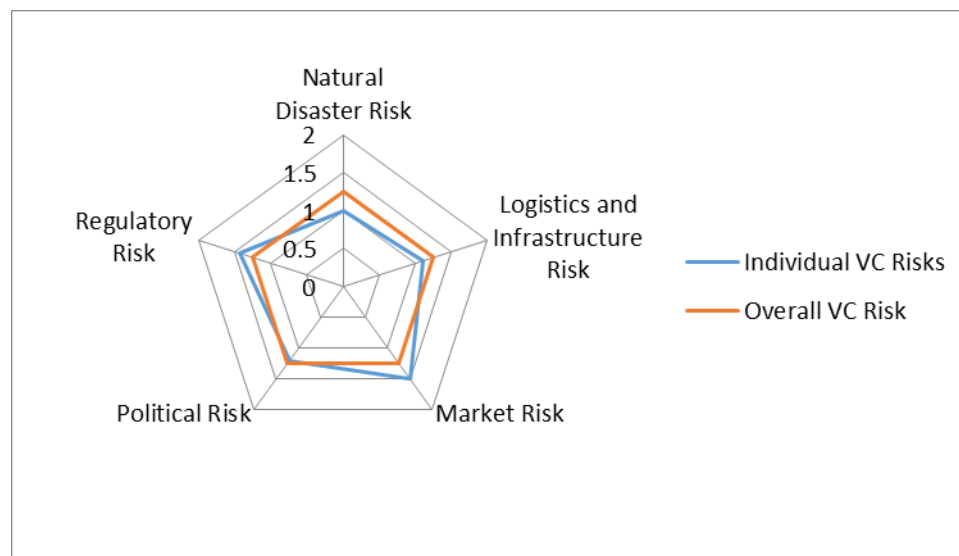 Natural
Disaster Risk
2
1.5
1
0.5
0
Logistics and
Infrastructure
Risk
Market Risk
Political Risk
Regulatory
Risk
Individual VC Risks
Overall VC Risk